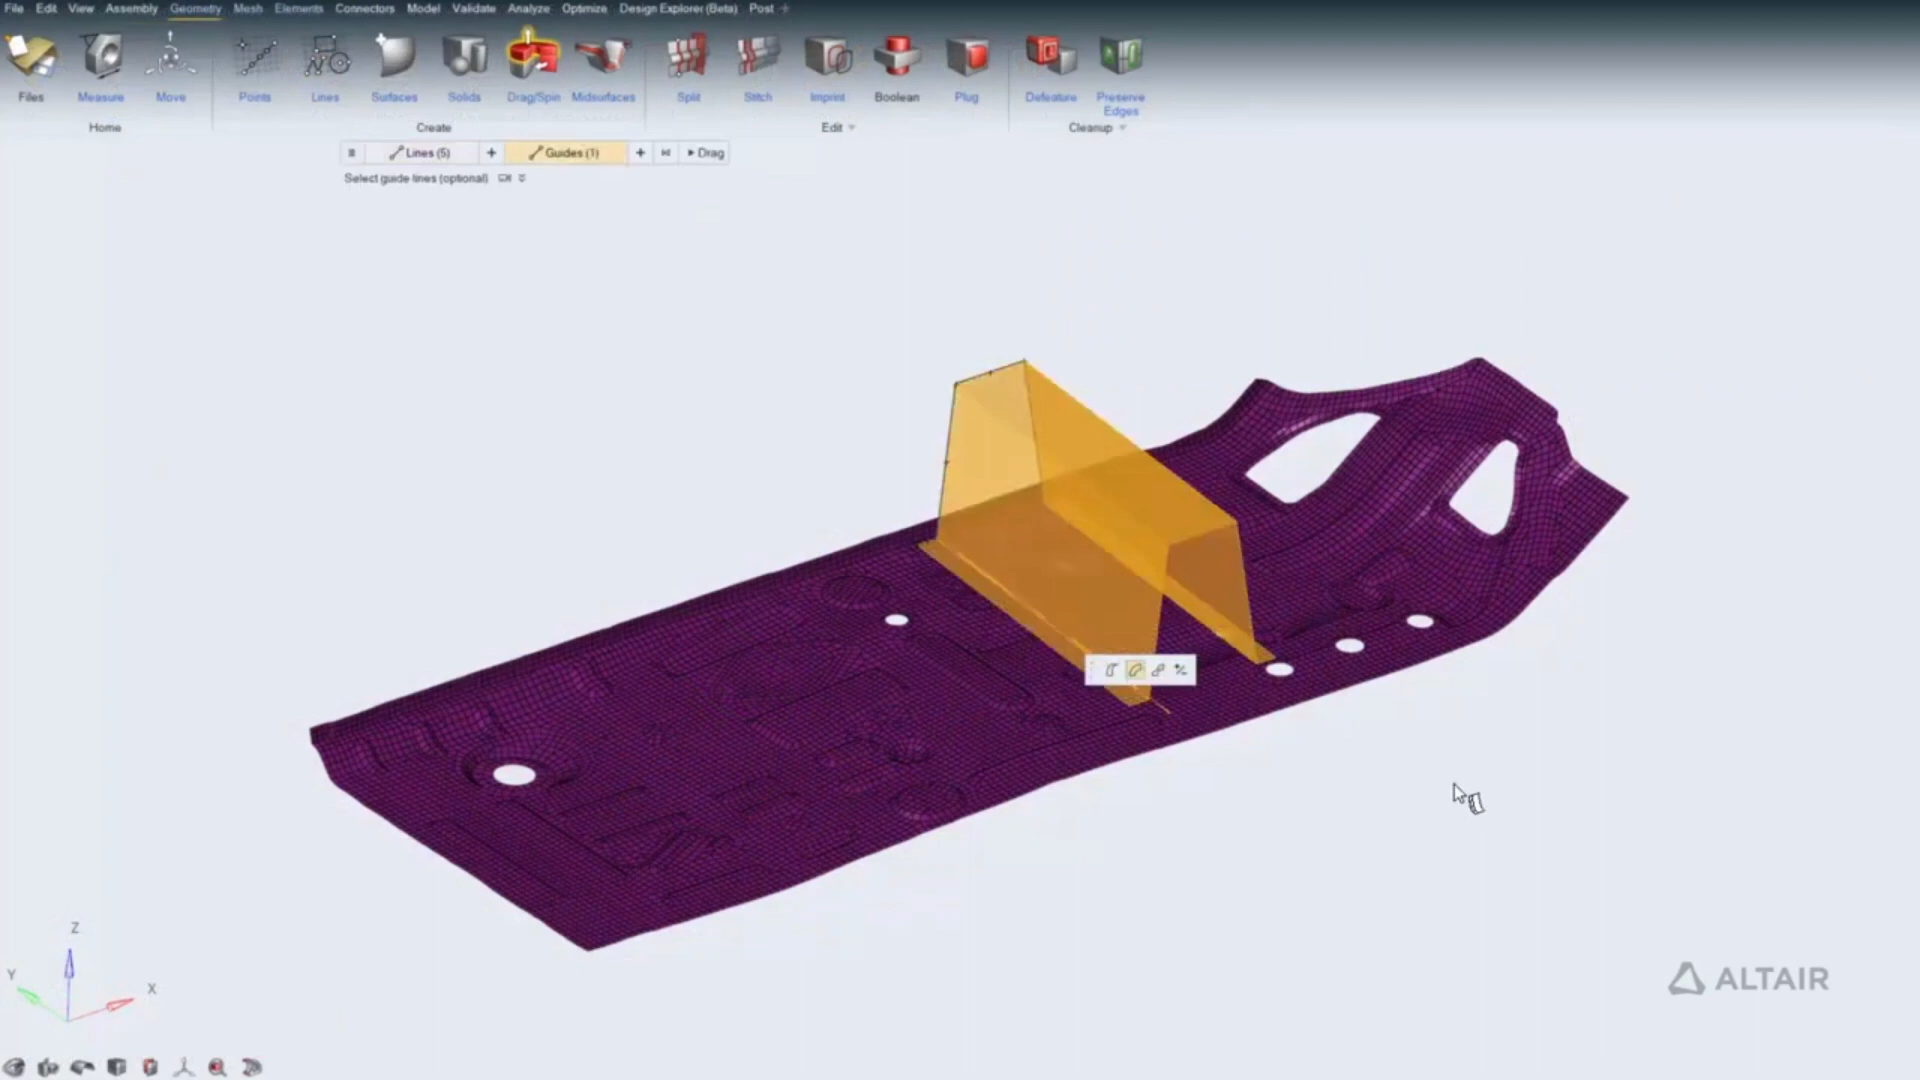 File Edit View Assembly Geometry Mesh Elements Connectors Model Validate Analyze Optimize Design Explorer (Beta) Post +
Files Measure Move Points Lines Surfaces Solids Drag/Spin Midsurfaces Split Stitch Imprint Boolean Plug Defeature Preserve Edges
Home Create Edit Cleanup
Lines (5) + Guides (1) + Drag
Select guide lines (optional)
Z
Y
X
ALTAIR